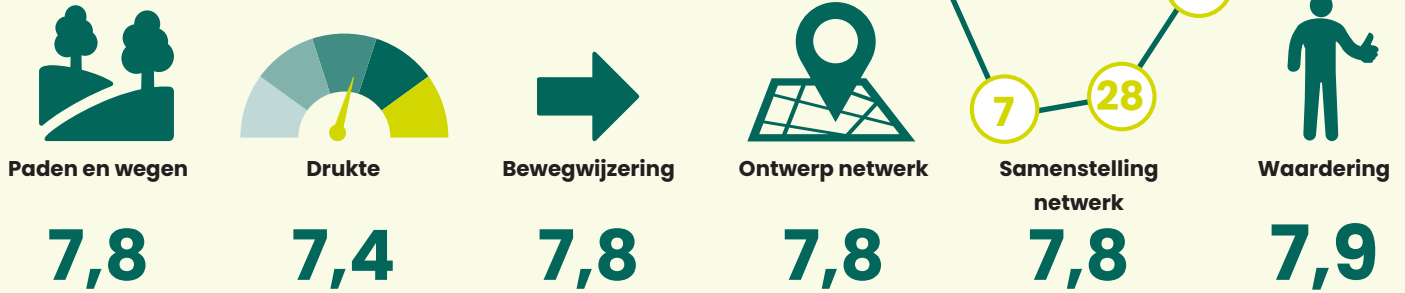 7
28
Paden en wegen
Drukte
Bewegwijzering
Ontwerp netwerk
Samenstelling
netwerk
Waardering
7,8
7,4
7,8
7,8
7,8
7,9